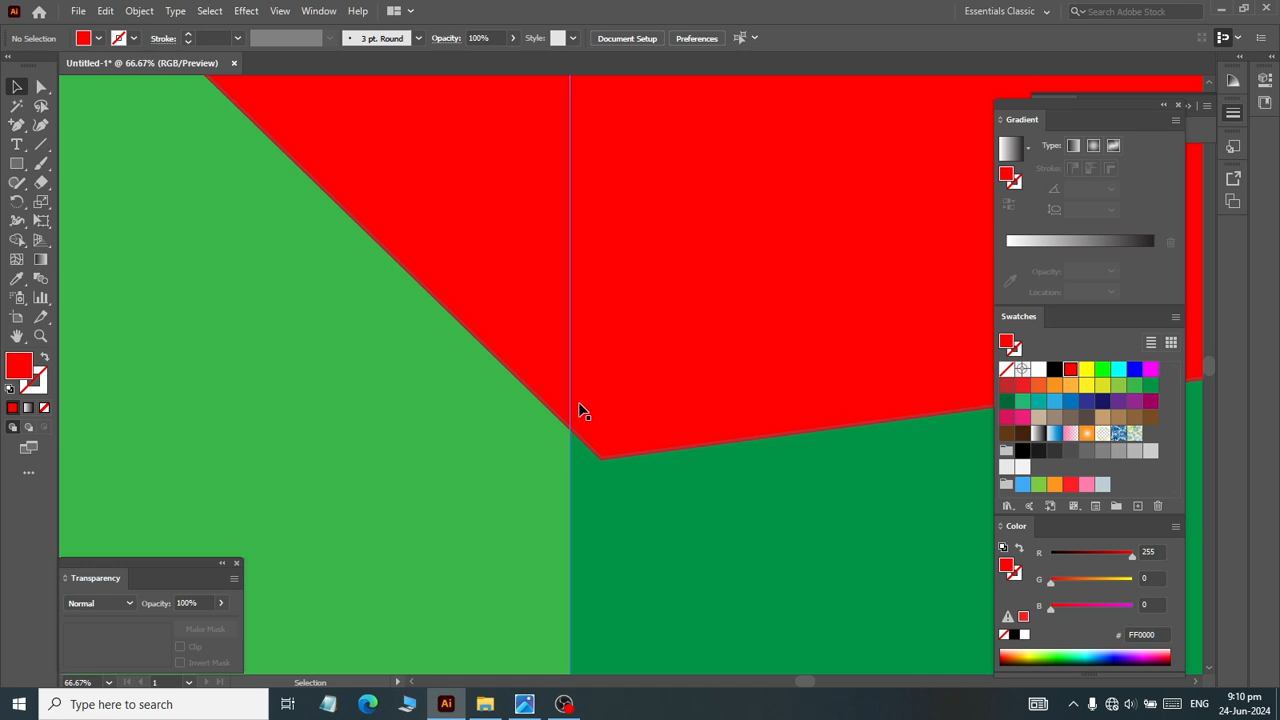 Ai File Edit Object Type Select Effect View Window Help Essentials Classic Search Adobe Stock
No Selection Stroke: 3 pt. Round Opacity: 100% Style: Document Setup Preferences
Untitled-1* @ 66.67% (RGB/Preview)
Gradient
Type:
Stroke:
Opacity:
Location:
Swatches
Color
R 255
G 0
B 0
# FF0000
Transparency
Normal Opacity: 100%
Make Mask
Clip
Invert Mask
66.67% 1 Selection
Type here to search
Ai
ENG
9:10 pm
24-Jun-2024